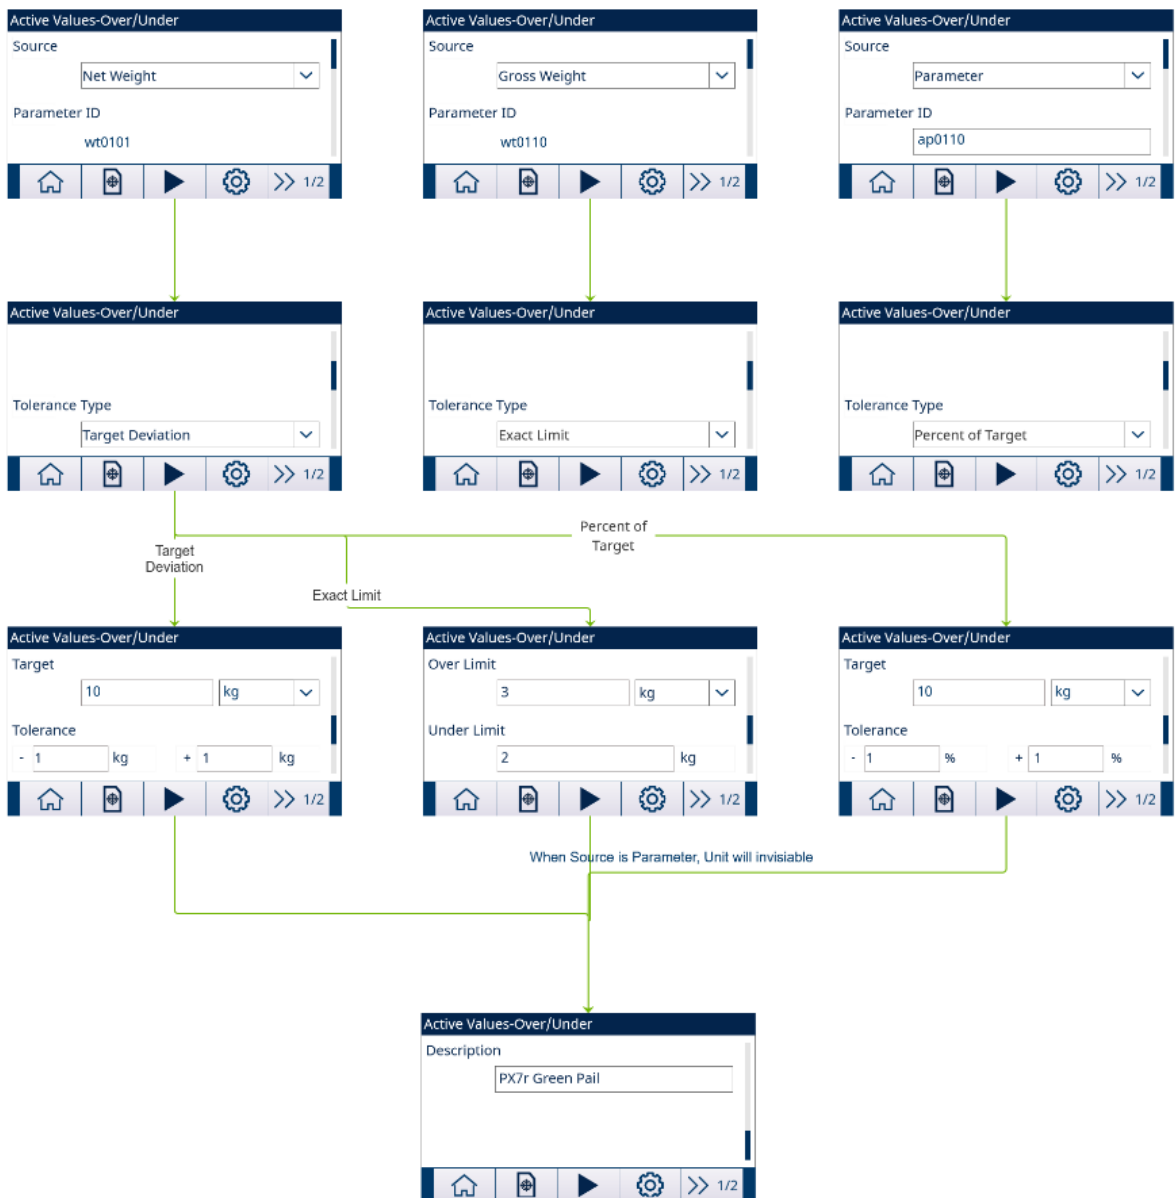 Active Values-Over/Under
Source
Net Weight
Parameter ID
wt0101
1/2
Active Values-Over/Under
Source
Gross Weight
Parameter ID
wt0110
1/2
Active Values-Over/Under
Source
Parameter
Parameter ID
ap0110
1/2
Active Values-Over/Under
Tolerance Type
Target Deviation
1/2
Active Values-Over/Under
Tolerance Type
Exact Limit
1/2
Active Values-Over/Under
Tolerance Type
Percent of Target
1/2
Target
Deviation
Exact Limit
Percent of
Target
Active Values-Over/Under
Target
10 kg
Tolerance
- 1 kg + 1 kg
1/2
Active Values-Over/Under
Over Limit
3 kg
Under Limit
2 kg
1/2
Active Values-Over/Under
Target
10 kg
Tolerance
- 1 % + 1 %
1/2
When Source is Parameter, Unit will invisiable
Active Values-Over/Under
Description
PX7r Green Pail
1/2